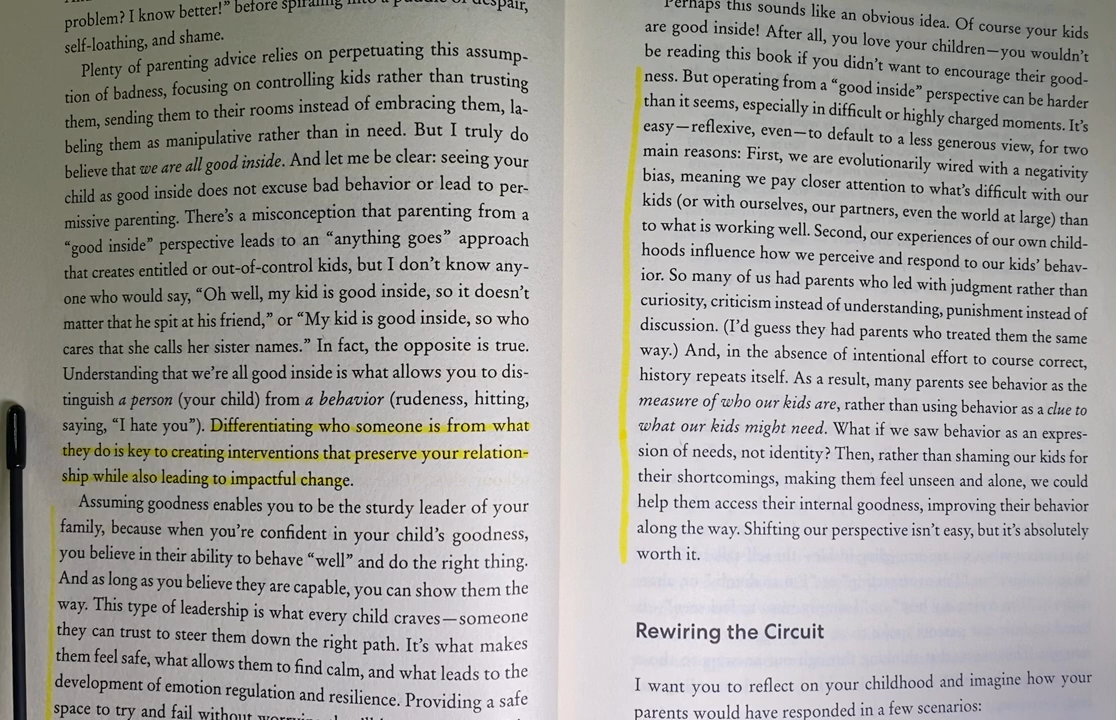 problem? I know better!” before spiraling into a puddle of despair,
self-loathing, and shame.
Plenty of parenting advice relies on perpetuating this assump-
tion of badness, focusing on controlling kids rather than trusting
them, sending them to their rooms instead of embracing them, la-
beling them as manipulative rather than in need. But I truly do
believe that we are all good inside. And let me be clear: seeing your
child as good inside does not excuse bad behavior or lead to per-
missive parenting. There’s a misconception that parenting from a
“good inside” perspective leads to an “anything goes” approach
that creates entitled or out-of-control kids, but I don’t know any-
one who would say, “Oh well, my kid is good inside, so it doesn’t
matter that he spit at his friend,” or “My kid is good inside, so who
cares that she calls her sister names.” In fact, the opposite is true.
Understanding that we’re all good inside is what allows you to dis-
tinguish a person (your child) from a behavior (rudeness, hitting,
saying, “I hate you”). Differentiating who someone is from what
they do is key to creating interventions that preserve your relation-
ship while also leading to impactful change.
Assuming goodness enables you to be the sturdy leader of your
family, because when you’re confident in your child’s goodness,
you believe in their ability to behave “well” and do the right thing.
And as long as you believe they are capable, you can show them the
way. This type of leadership is what every child craves—someone
they can trust to steer them down the right path. It’s what makes
them feel safe, what allows them to find calm, and what leads to the
development of emotion regulation and resilience. Providing a safe
space to try and fail without
Perhaps this sounds like an obvious idea. Of course your kids
are good inside! After all, you love your children—you wouldn’t
be reading this book if you didn’t want to encourage their good-
ness. But operating from a “good inside” perspective can be harder
than it seems, especially in difficult or highly charged moments. It’s
easy—reflexive, even—to default to a less generous view, for two
main reasons: First, we are evolutionarily wired with a negativity
bias, meaning we pay closer attention to what’s difficult with our
kids (or with ourselves, our partners, even the world at large) than
to what is working well. Second, our experiences of our own child-
hoods influence how we perceive and respond to our kids’ behav-
ior. So many of us had parents who led with judgment rather than
curiosity, criticism instead of understanding, punishment instead of
discussion. (I’d guess they had parents who treated them the same
way.) And, in the absence of intentional effort to course correct,
history repeats itself. As a result, many parents see behavior as the
measure of who our kids are, rather than using behavior as a clue to
what our kids might need. What if we saw behavior as an expres-
sion of needs, not identity? Then, rather than shaming our kids for
their shortcomings, making them feel unseen and alone, we could
help them access their internal goodness, improving their behavior
along the way. Shifting our perspective isn’t easy, but it’s absolutely
worth it.
Rewiring the Circuit
I want you to reflect on your childhood and imagine how your
parents would have responded in a few scenarios: